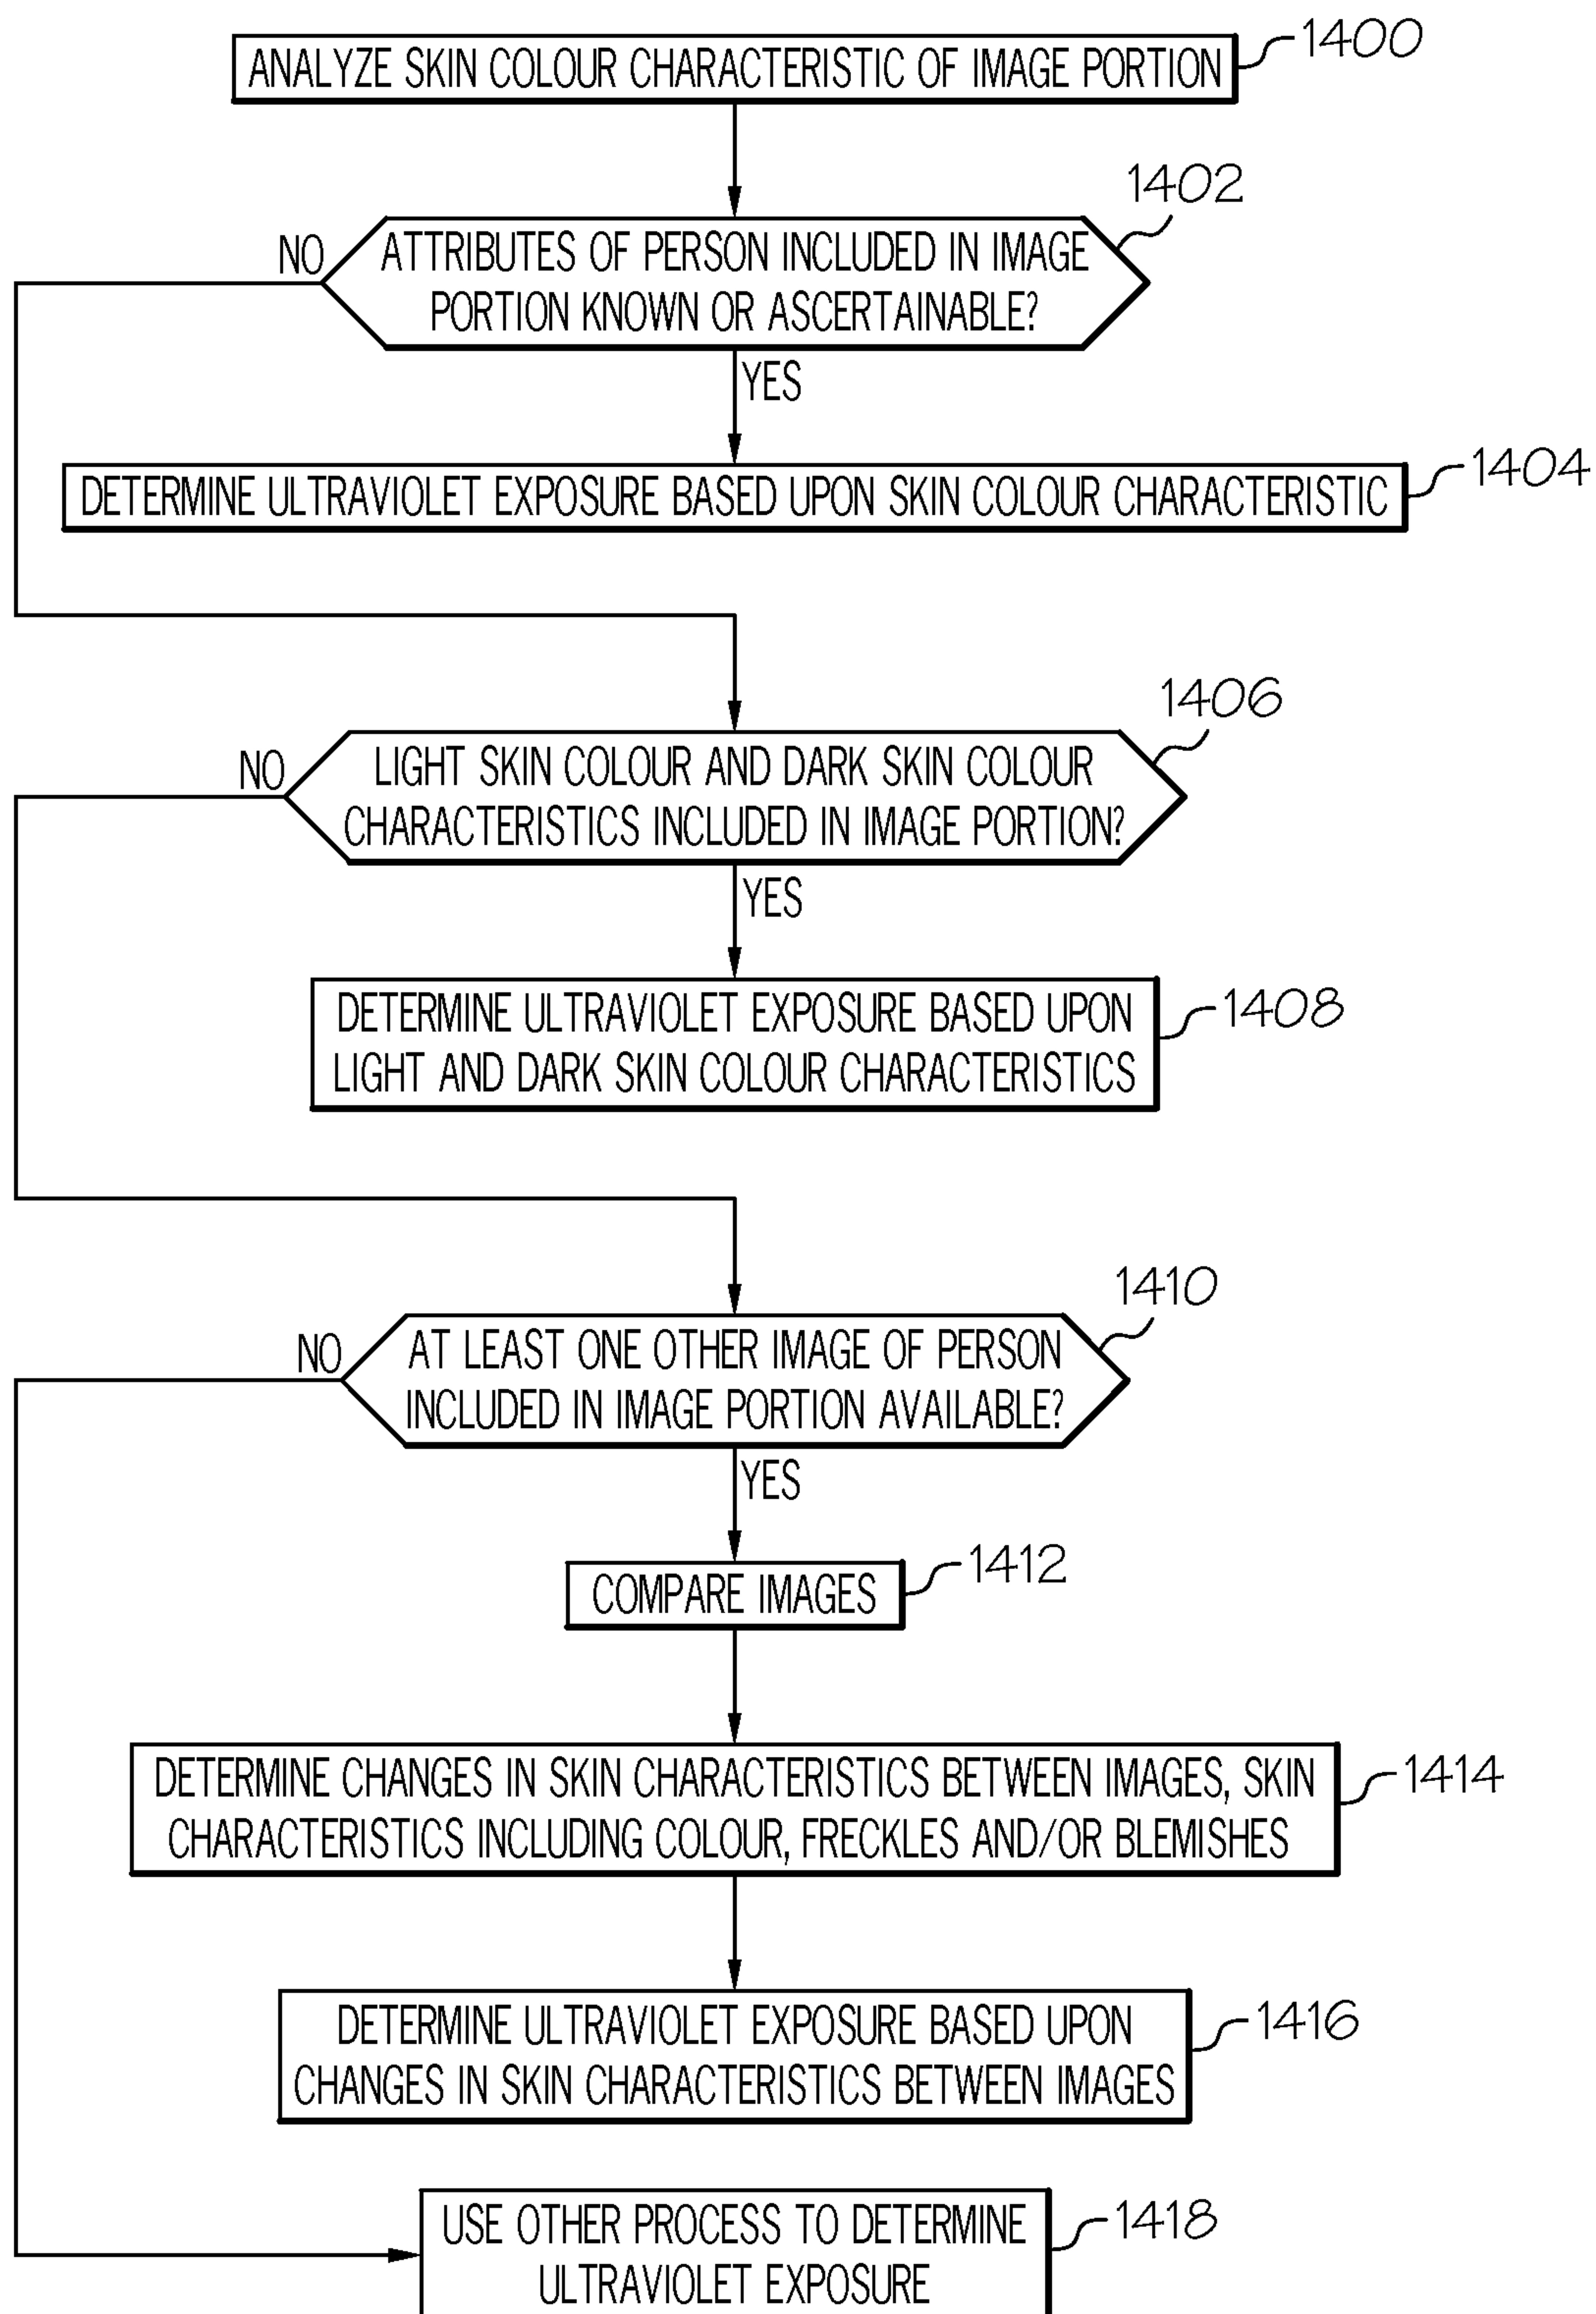 ANALYZE SKIN COLOUR CHARACTERISTIC OF IMAGE PORTION
1400
1402
NO
ATTRIBUTES OF PERSON INCLUDED IN IMAGE
PORTION KNOWN OR ASCERTAINABLE?
YES
1404
DETERMINE ULTRAVIOLET EXPOSURE BASED UPON SKIN COLOUR CHARACTERISTIC
1406
NO
LIGHT SKIN COLOUR AND DARK SKIN COLOUR
CHARACTERISTICS INCLUDED IN IMAGE PORTION?
YES
1408
DETERMINE ULTRAVIOLET EXPOSURE BASED UPON
LIGHT AND DARK SKIN COLOUR CHARACTERISTICS
1410
NO
AT LEAST ONE OTHER IMAGE OF PERSON
INCLUDED IN IMAGE PORTION AVAILABLE?
YES
1412
COMPARE IMAGES
1414
DETERMINE CHANGES IN SKIN CHARACTERISTICS BETWEEN IMAGES, SKIN
CHARACTERISTICS INCLUDING COLOUR, FRECKLES AND/OR BLEMISHES
1416
DETERMINE ULTRAVIOLET EXPOSURE BASED UPON
CHANGES IN SKIN CHARACTERISTICS BETWEEN IMAGES
1418
USE OTHER PROCESS TO DETERMINE
ULTRAVIOLET EXPOSURE